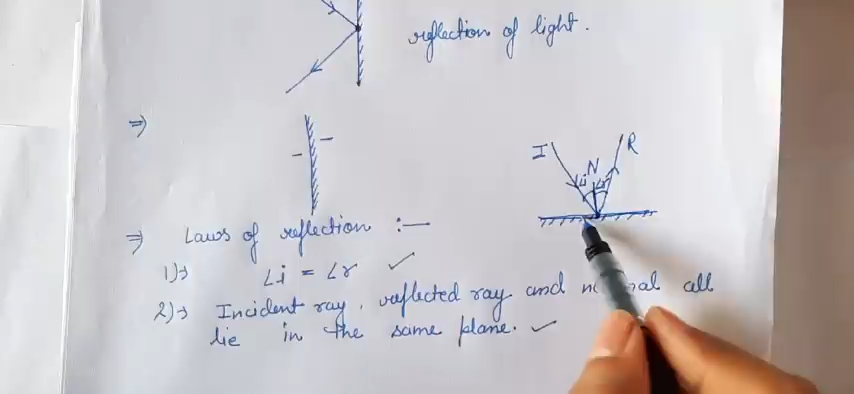 reflection of light.
⇒
I N R
∠i ∠r
⇒ Laws of reflection :—
1)→ ∠i = ∠r ✓
2)→ Incident ray, reflected ray and all
lie in the same plane. ✓